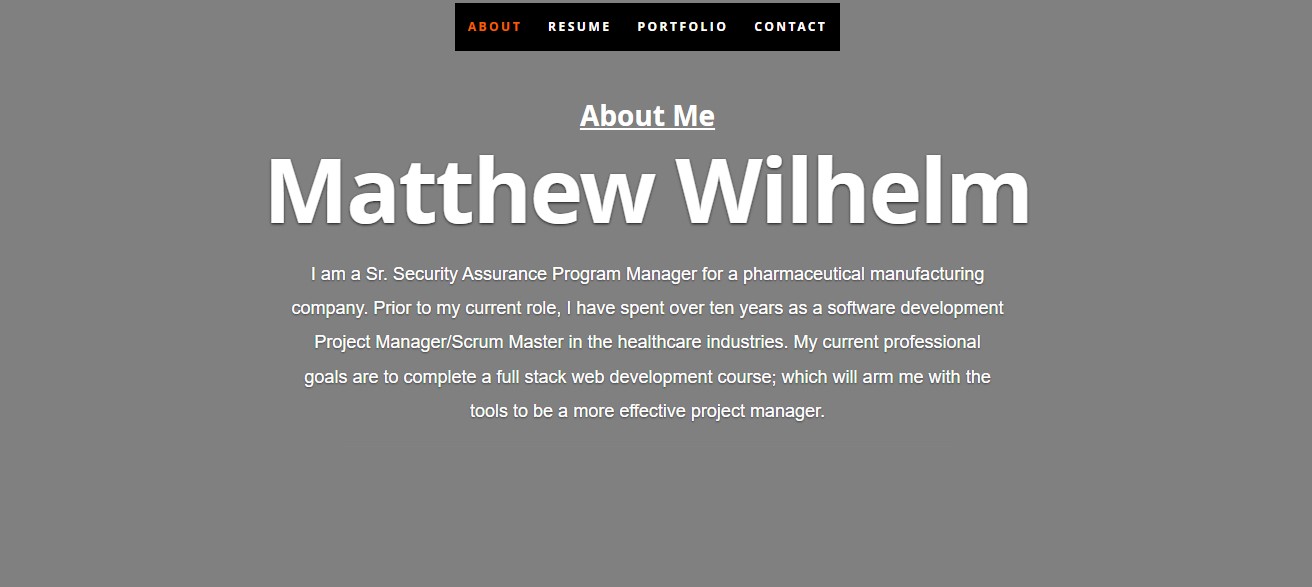 ABOUT RESUME PORTFOLIO CONTACT
About Me
Matthew Wilhelm
I am a Sr. Security Assurance Program Manager for a pharmaceutical manufacturing
company. Prior to my current role, I have spent over ten years as a software development
Project Manager/Scrum Master in the healthcare industries. My current professional
goals are to complete a full stack web development course; which will arm me with the
tools to be a more effective project manager.